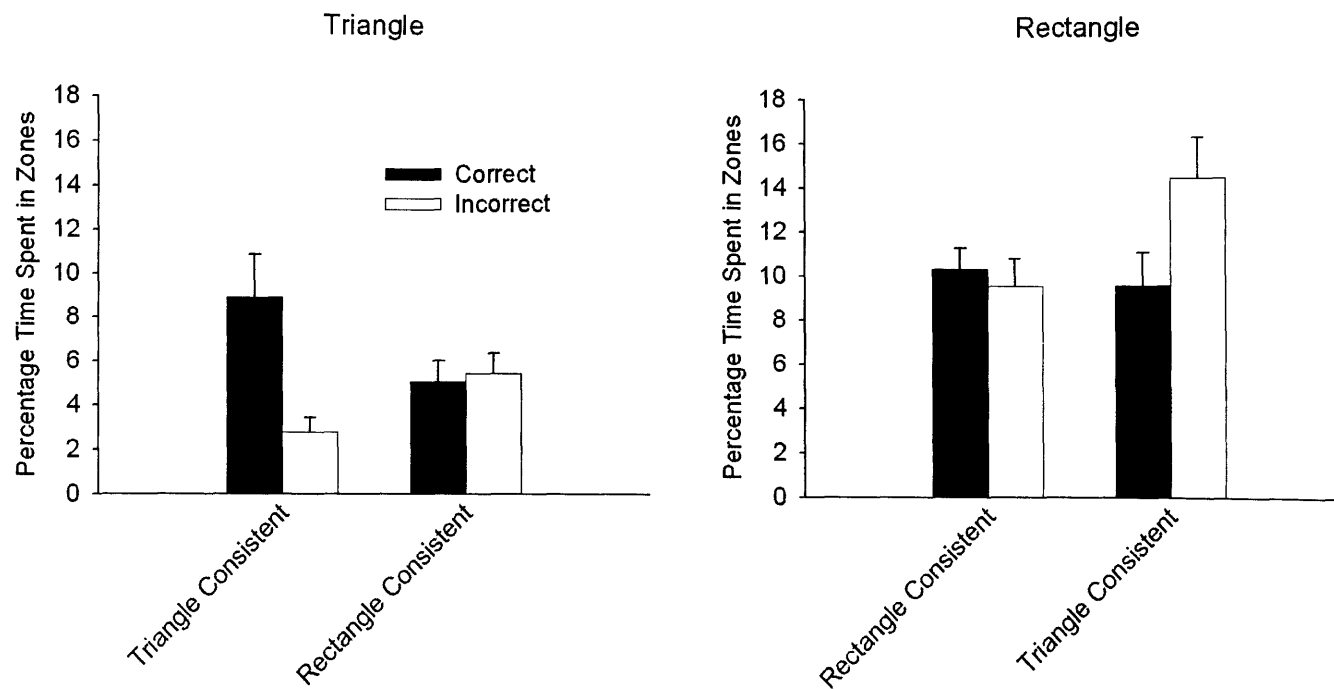 Triangle
Percentage Time Spent in Zones
18
16
14
12
10
8
6
4
2
0
Correct
Incorrect
Triangle Consistent
Rectangle Consistent
Rectangle
Percentage Time Spent in Zones
18
16
14
12
10
8
6
4
2
0
Rectangle Consistent
Triangle Consistent